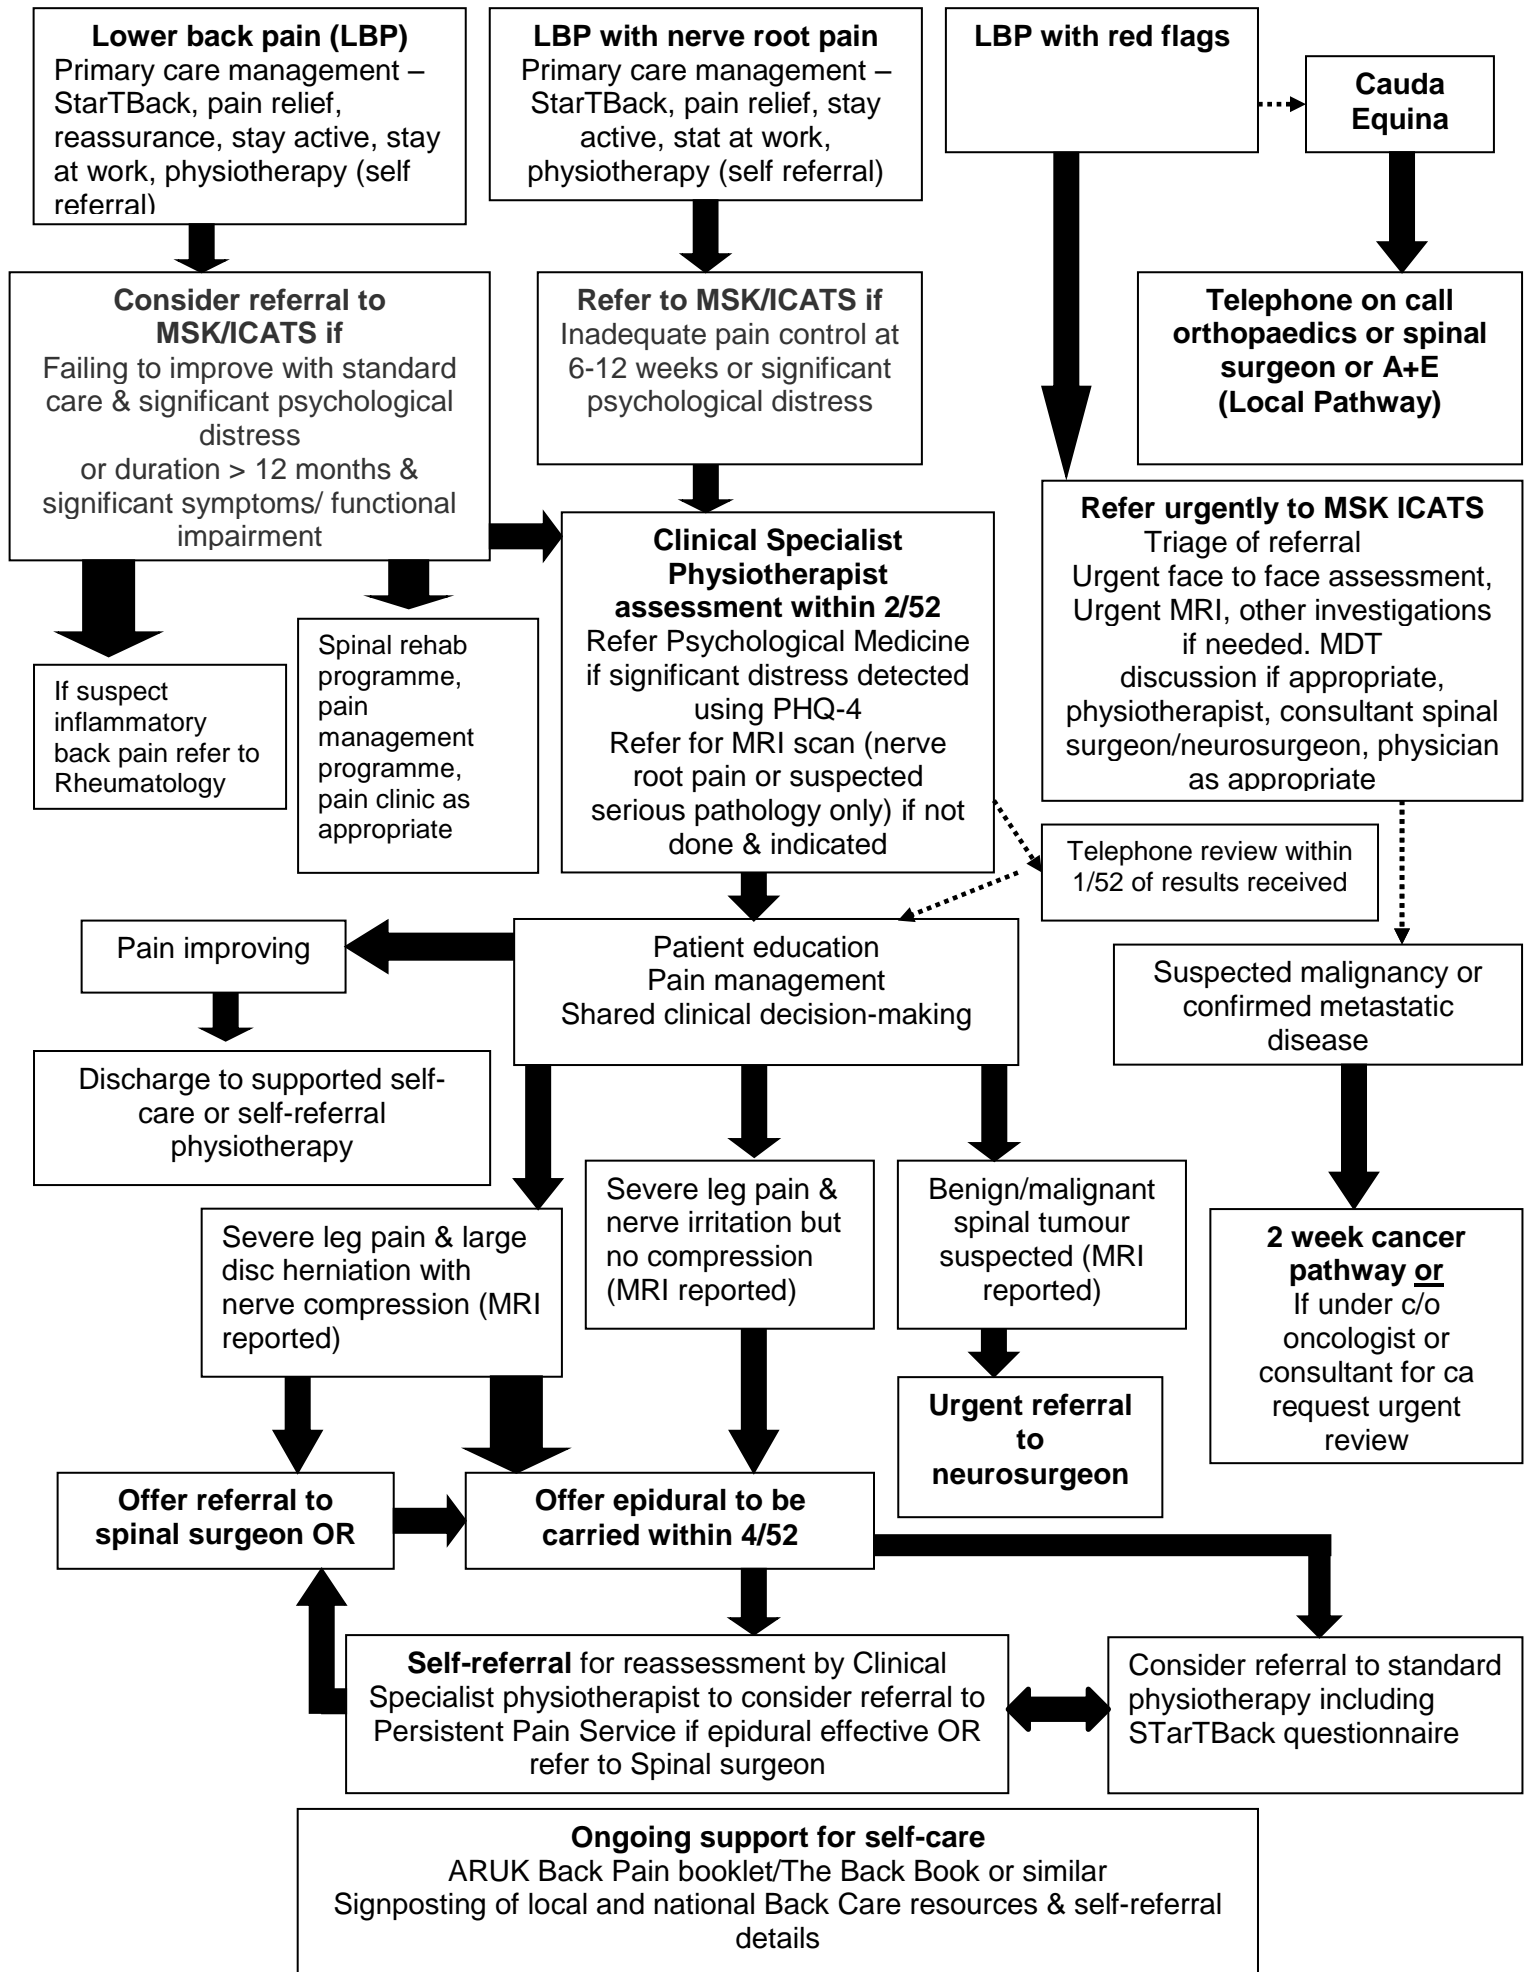 Lower back pain (LBP)
Primary care management –
StarTBack, pain relief,
reassurance, stay active, stay
at work, physiotherapy (self
referral)
LBP with nerve root pain
Primary care management –
StarTBack, pain relief, stay
active, stat at work,
physiotherapy (self referral)
LBP with red flags
Cauda
Equina
Consider referral to
MSK/ICATS if
Failing to improve with standard
care & significant psychological
distress
or duration > 12 months &
significant symptoms/ functional
impairment
Refer to MSK/ICATS if
Inadequate pain control at
6-12 weeks or significant
psychological distress
Telephone on call
orthopaedics or spinal
surgeon or A+E
(Local Pathway)
Refer urgently to MSK ICATS
Triage of referral
Urgent face to face assessment,
Urgent MRI, other investigations
if needed. MDT
discussion if appropriate,
physiotherapist, consultant spinal
surgeon/neurosurgeon, physician
as appropriate
Clinical Specialist
Physiotherapist
assessment within 2/52
Refer Psychological Medicine
if significant distress detected
using PHQ-4
Refer for MRI scan (nerve
root pain or suspected
serious pathology only) if not
done & indicated
If suspect
inflammatory
back pain refer to
Rheumatology
Spinal rehab
programme,
pain
management
programme,
pain clinic as
appropriate
Telephone review within
1/52 of results received
Pain improving
Patient education
Pain management
Shared clinical decision-making
Suspected malignancy or
confirmed metastatic
disease
Discharge to supported self-
care or self-referral
physiotherapy
Severe leg pain & large
disc herniation with
nerve compression (MRI
reported)
Severe leg pain &
nerve irritation but
no compression
(MRI reported)
Benign/malignant
spinal tumour
suspected (MRI
reported)
2 week cancer
pathway or
If under c/o
oncologist or
consultant for ca
request urgent
review
Urgent referral
to
neurosurgeon
Offer referral to
spinal surgeon OR
Offer epidural to be
carried within 4/52
Self-referral for reassessment by Clinical
Specialist physiotherapist to consider referral to
Persistent Pain Service if epidural effective OR
refer to Spinal surgeon
Consider referral to standard
physiotherapy including
STarTBack questionnaire
Ongoing support for self-care
ARUK Back Pain booklet/The Back Book or similar
Signposting of local and national Back Care resources & self-referral
details